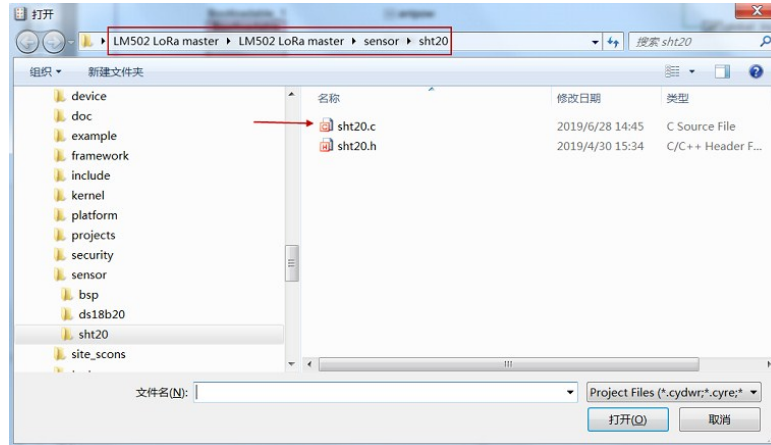 打开
LM502 LoRa master ▸ LM502 LoRa master ▸ sensor ▸ sht20
搜索 sht20
组织 新建文件夹
device
doc
example
framework
include
kernel
platform
projects
security
sensor
bsp
ds18b20
sht20
site_scons
名称 修改日期 类型
sht20.c 2019/6/28 14:45 C Source File
sht20.h 2019/4/30 15:34 C/C++ Header F...
文件名(N): Project Files (*.cydwr;*.cyre;*
打开(O) 取消